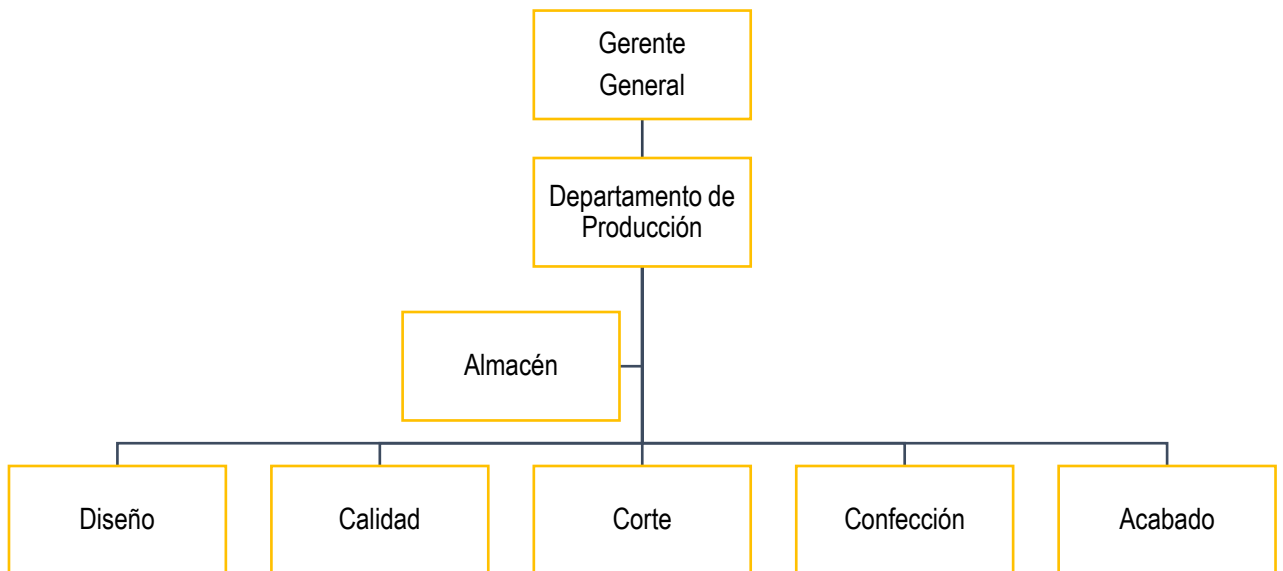 Gerente
General
Departamento de
Producción
Almacén
Diseño
Calidad
Corte
Confección
Acabado